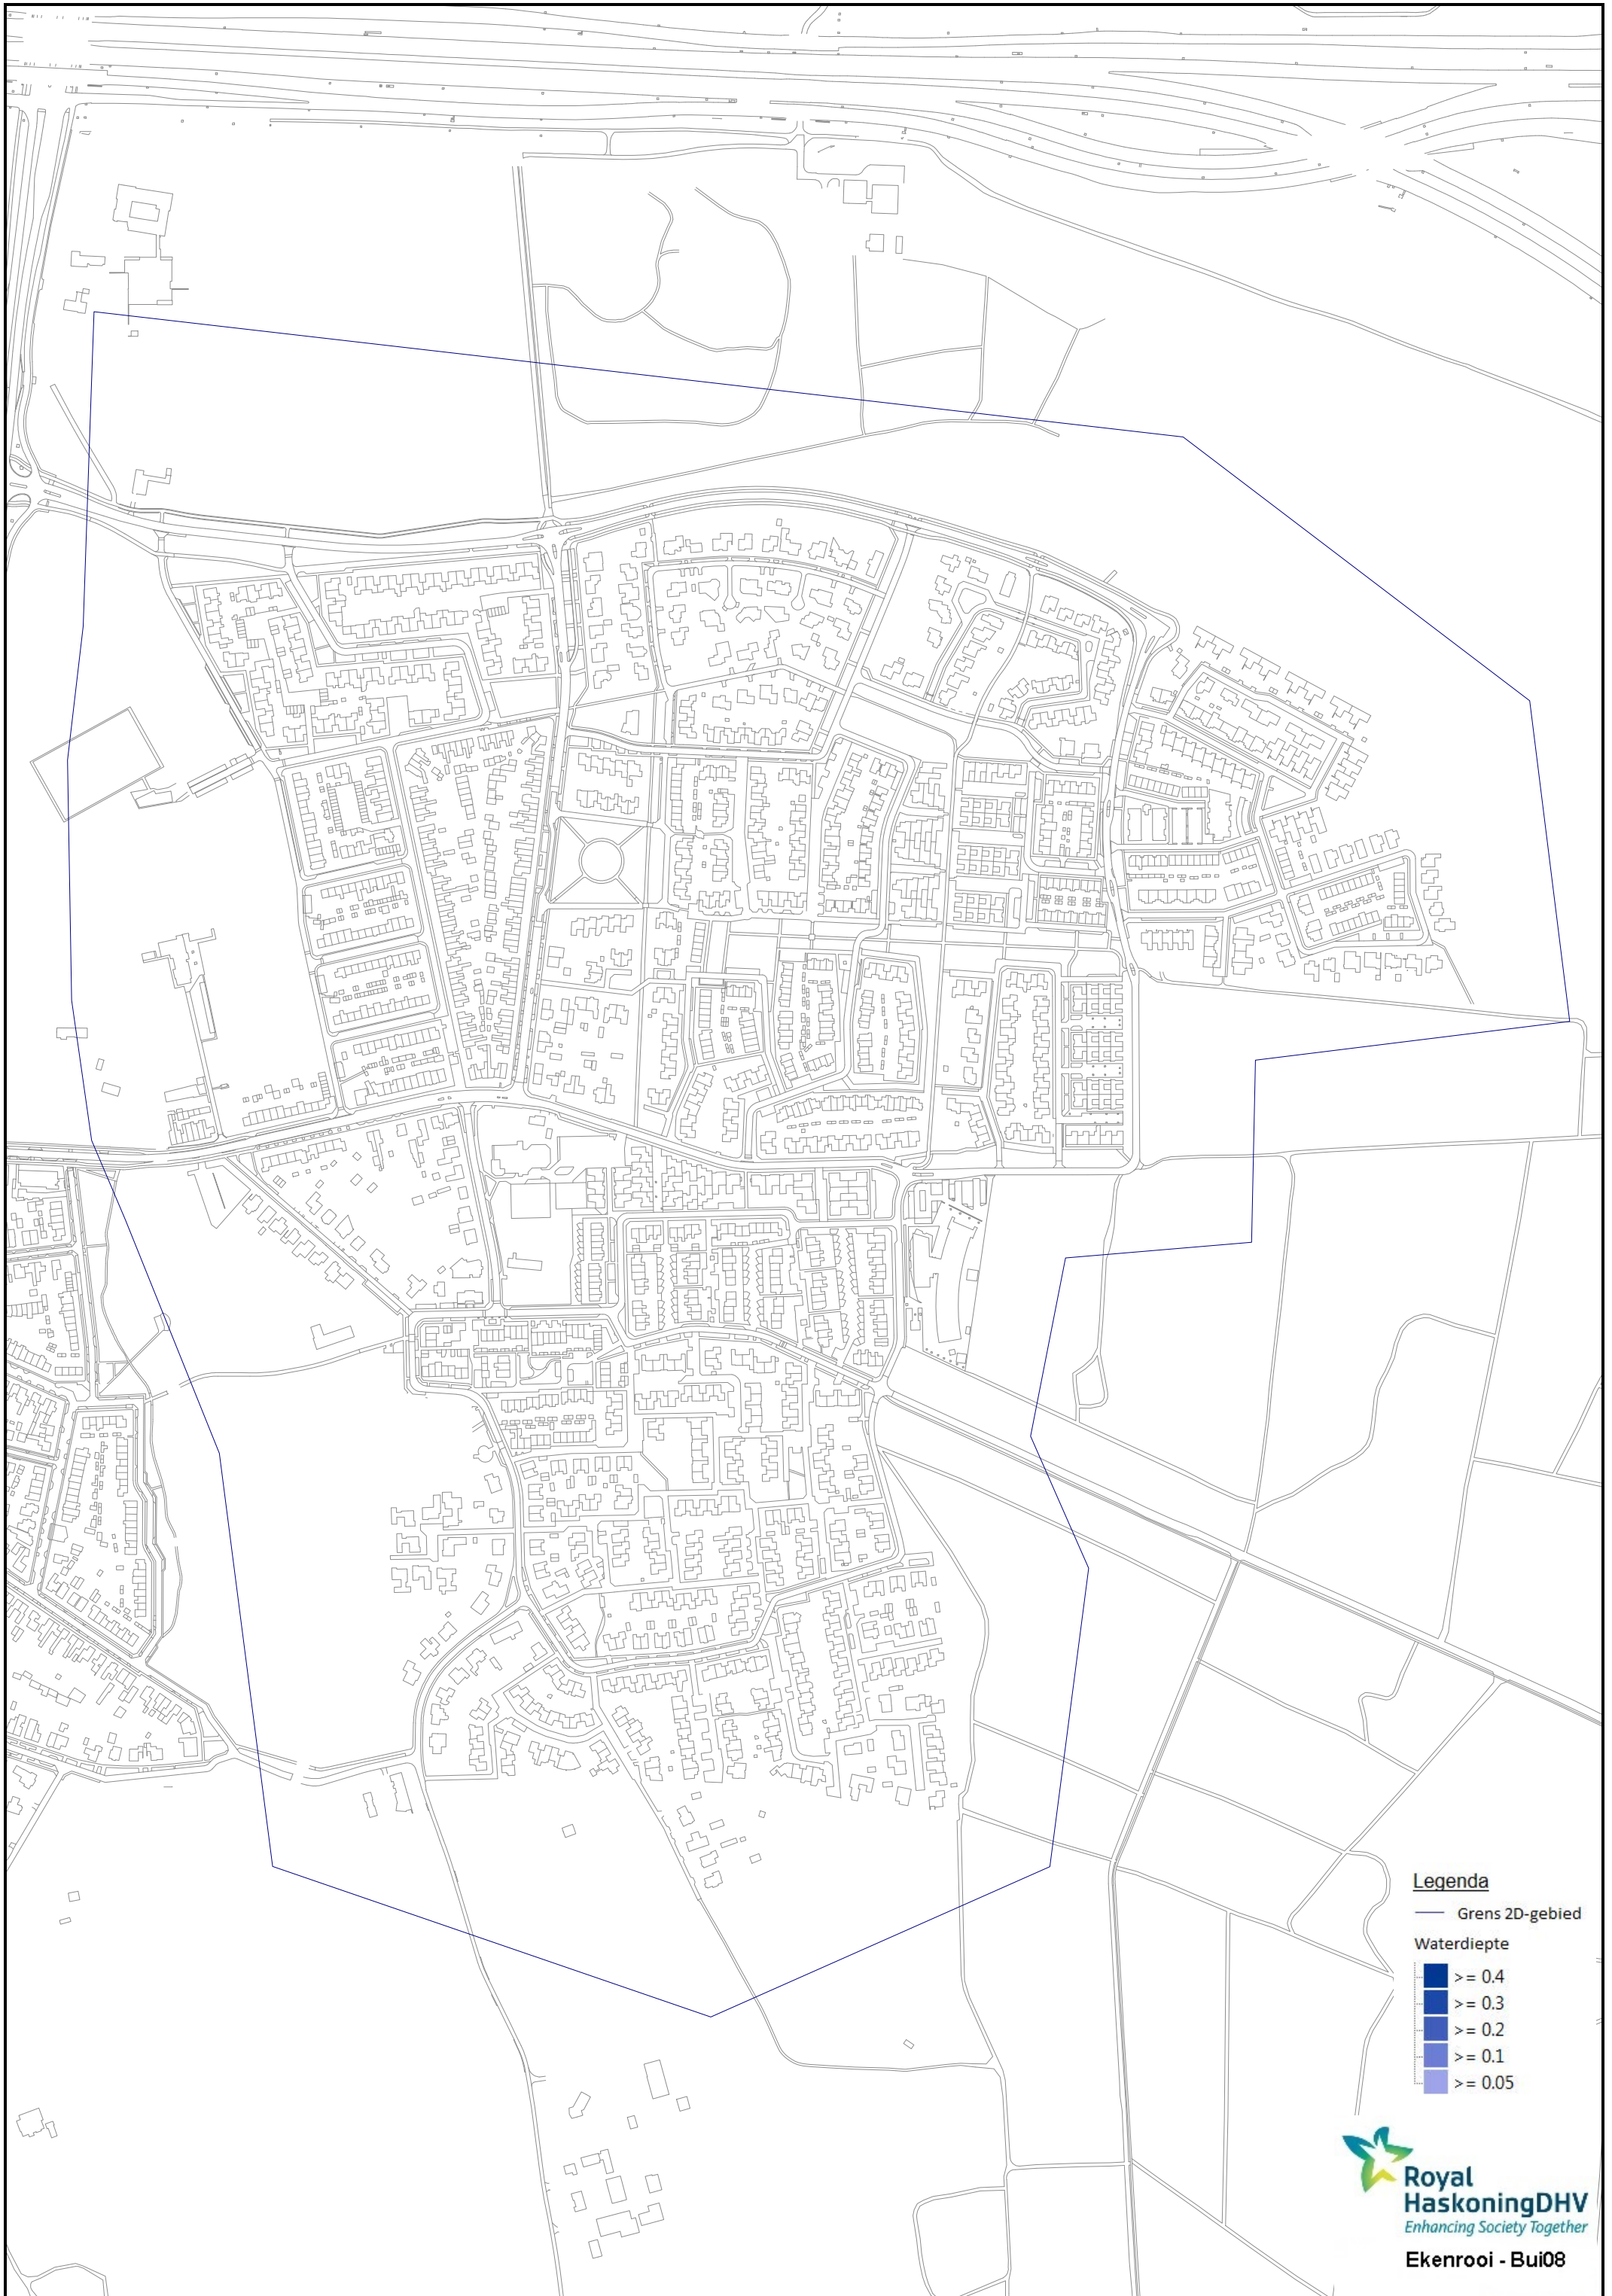 Legenda
Grens 2D-gebied
Waterdiepte
>= 0.4
>= 0.3
>= 0.2
>= 0.1
>= 0.05
Royal
HaskoningDHV
Enhancing Society Together
Ekenrooi - Bui08